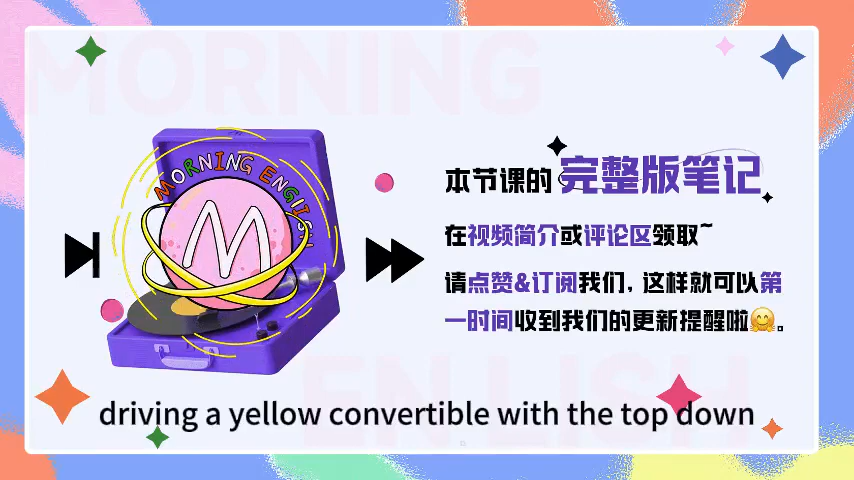 MORNING
MORNING ENGLISH
M
本节课的 完整版笔记
在视频简介或评论区领取~
请点赞&订阅我们，这样就可以第
一时间收到我们的更新提醒啦🤗。
EN LISH
driving a yellow convertible with the top down